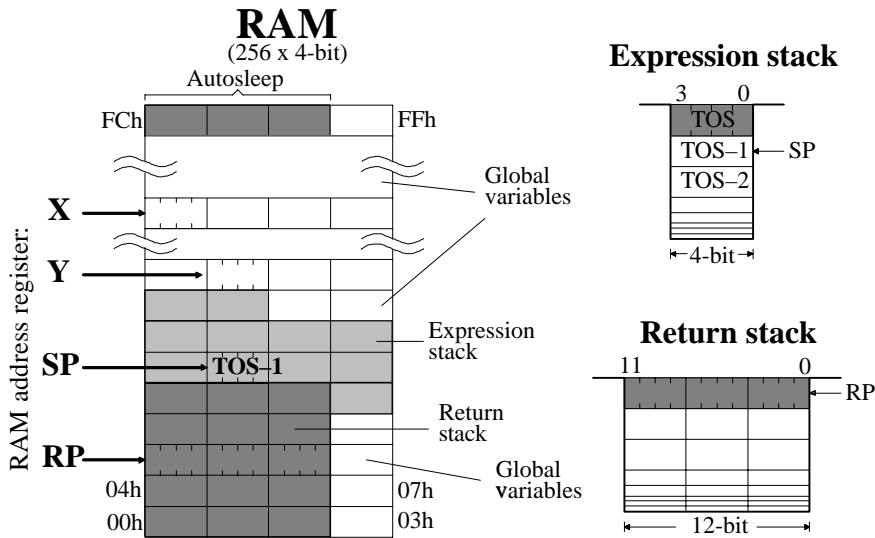 RAM
(256 x 4-bit)
Autosleep
FCh
FFh
Global
variables
X
Y
RAM address register:
SP
TOS–1
Expression
stack
RP
Return
stack
Global
variables
04h
07h
00h
03h
Expression stack
3
0
TOS
TOS–1
SP
TOS–2
4-bit
Return stack
11
0
RP
12-bit